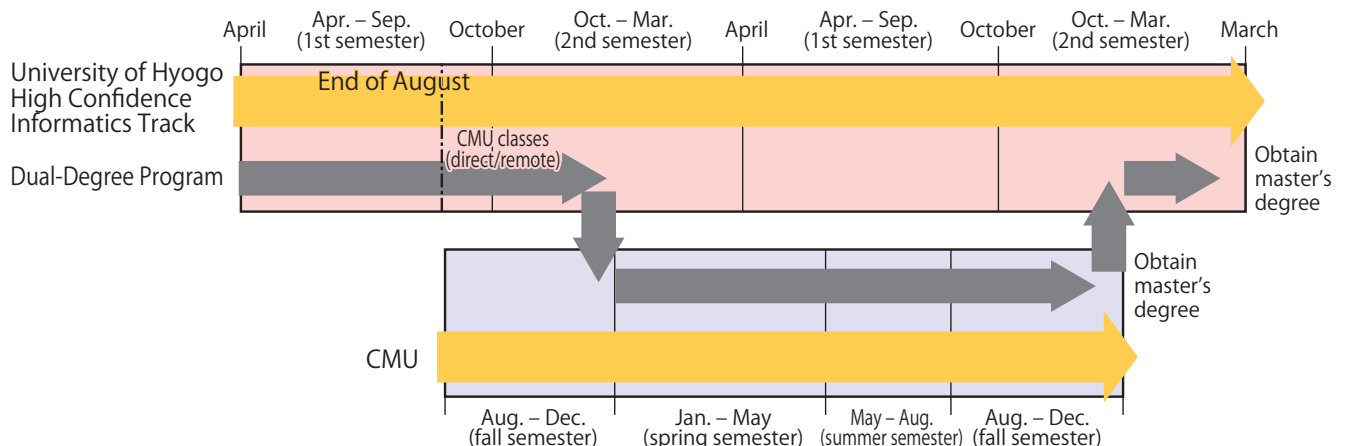 Apr. – Sep.
(1st semester)
Oct. – Mar.
(2nd semester)
Apr. – Sep.
(1st semester)
Oct. – Mar.
(2nd semester)
April
October
April
October
March
University of Hyogo
High Confidence
Informatics Track
End of August
CMU classes
(direct/remote)
Dual-Degree Program
Obtain
master's
degree
Obtain
master's
degree
CMU
Aug. – Dec.
(fall semester)
Jan. – May
(spring semester)
May – Aug.
(summer semester)
Aug. – Dec.
(fall semester)